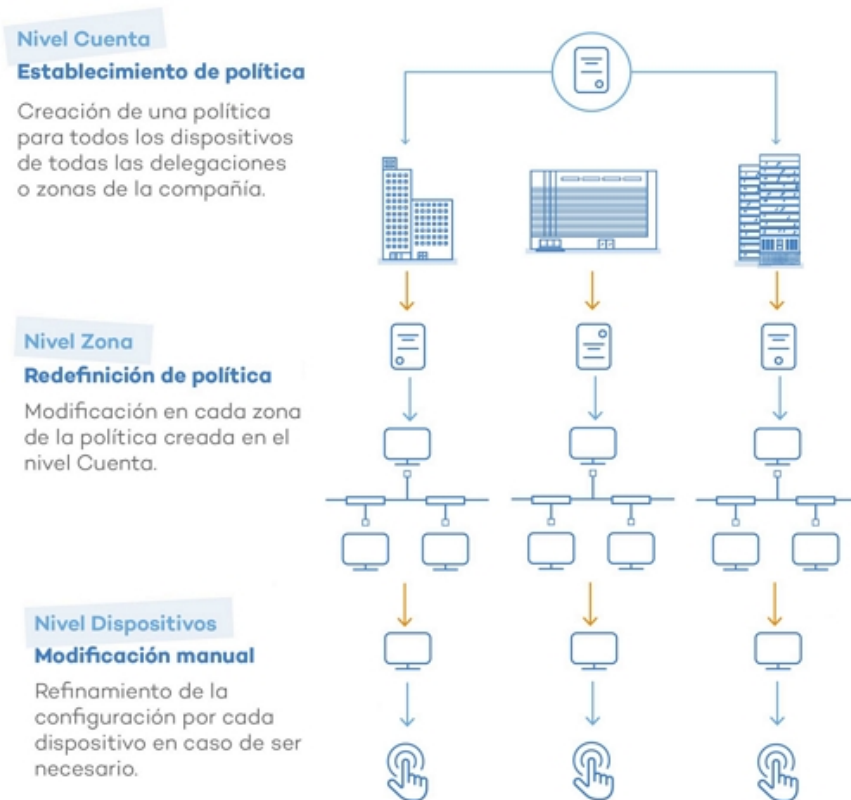 Nivel Cuenta
Establecimiento de política
Creación de una política
para todos los dispositivos
de todas las delegaciones
o zonas de la compañía.
Nivel Zona
Redefinición de política
Modificación en cada zona
de la política creada en el
nivel Cuenta.
Nivel Dispositivos
Modificación manual
Refinamiento de la
configuración por cada
dispositivo en caso de ser
necesario.